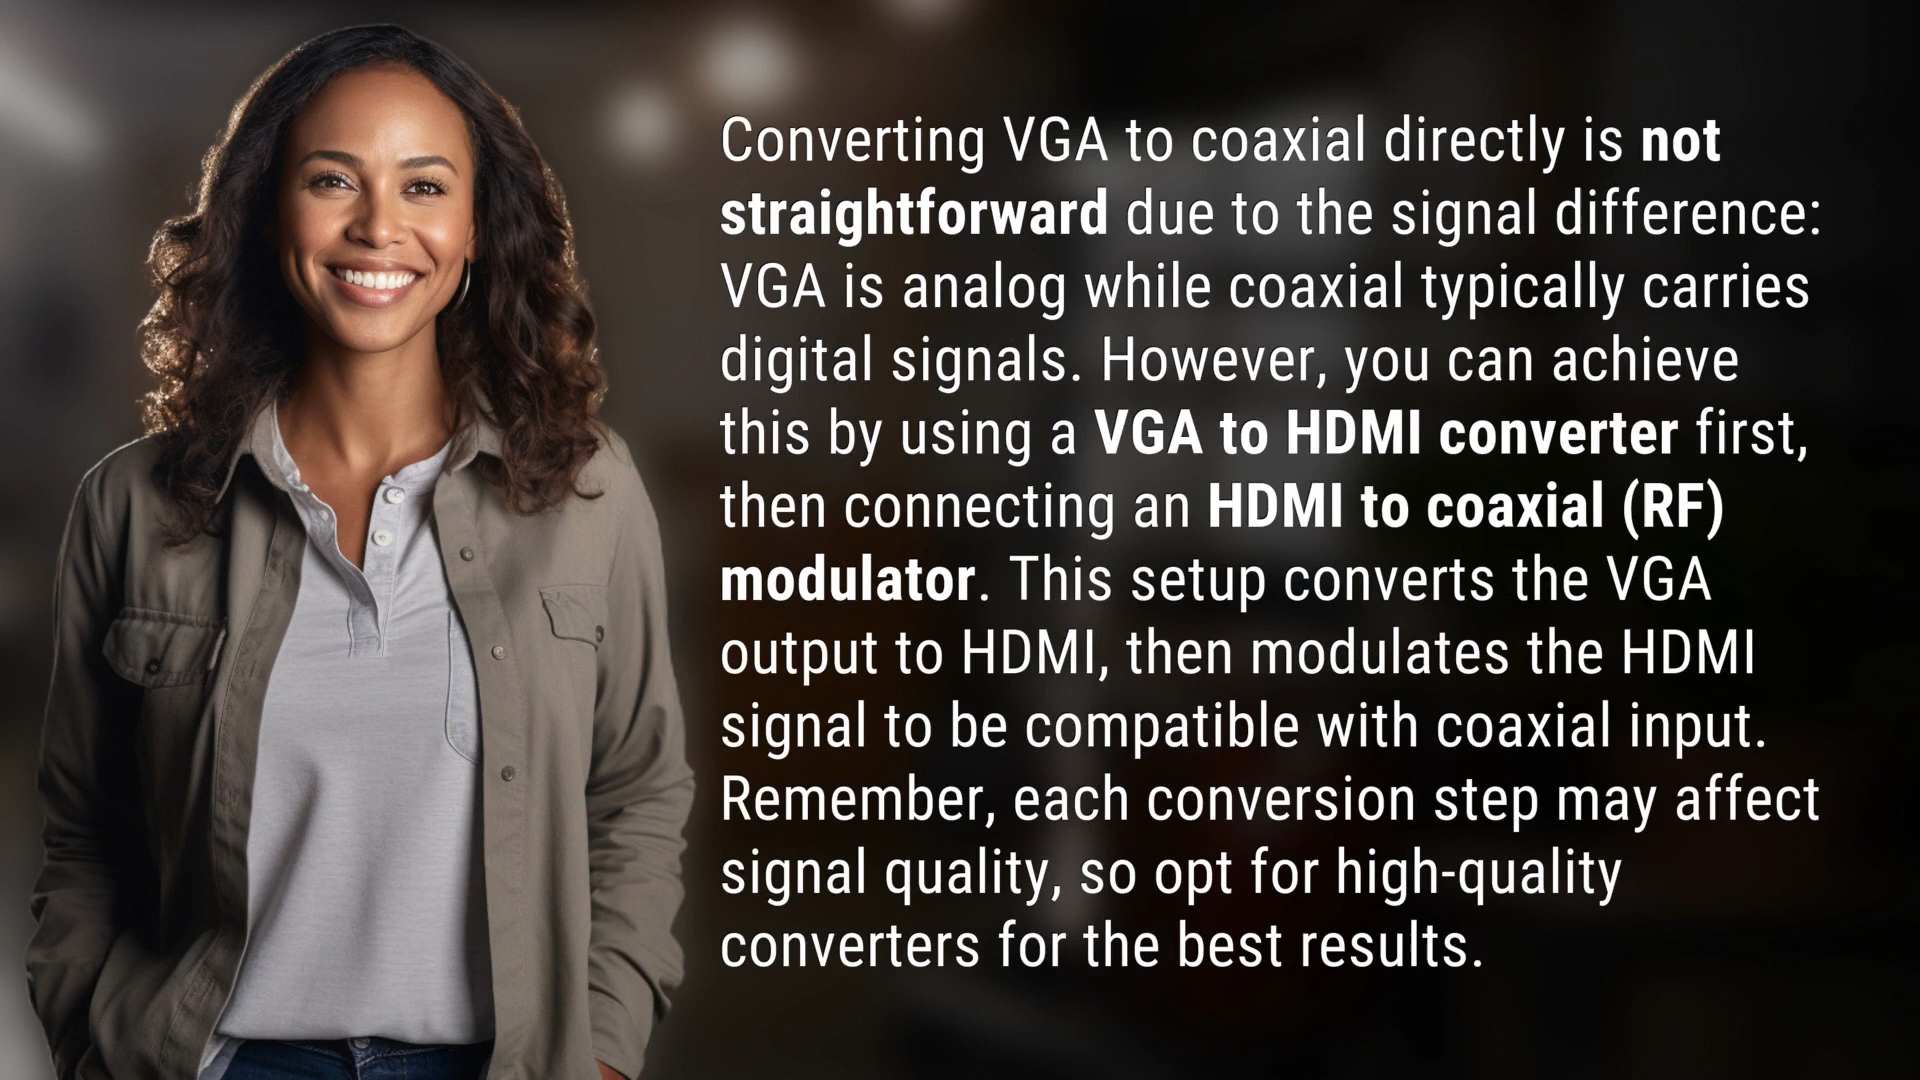 Converting VGA to coaxial directly is not
straightforward due to the signal difference:
VGA is analog while coaxial typically carries
digital signals. However, you can achieve
this by using a VGA to HDMI converter first,
then connecting an HDMI to coaxial (RF)
modulator. This setup converts the VGA
output to HDMI, then modulates the HDMI
signal to be compatible with coaxial input.
Remember, each conversion step may affect
signal quality, so opt for high-quality
converters for the best results.